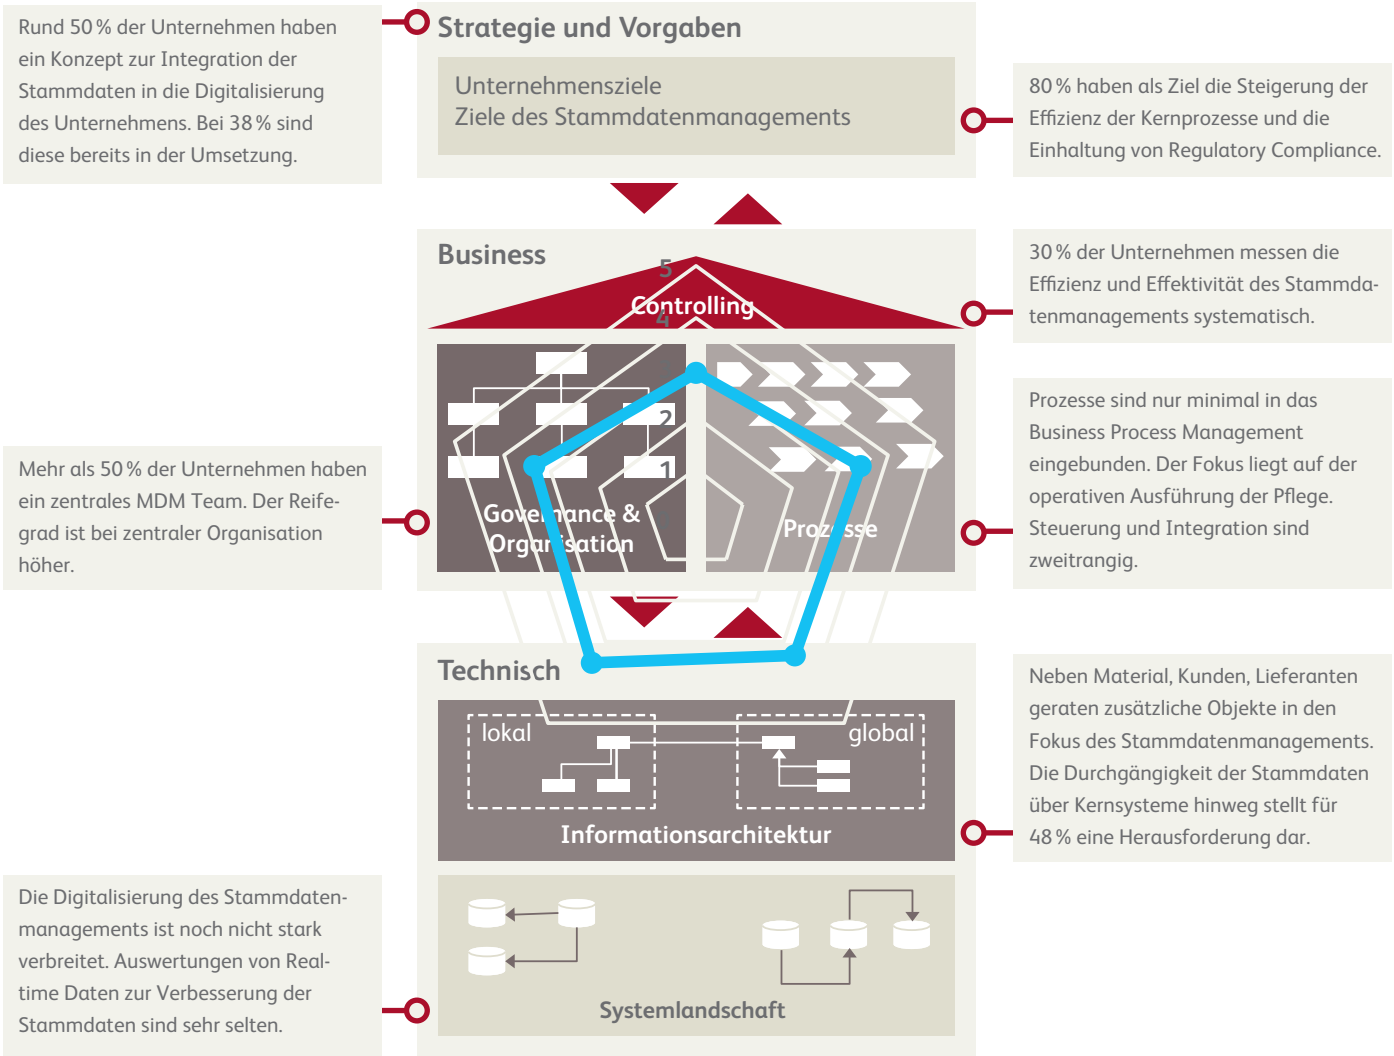 Rund 50 % der Unternehmen haben
ein Konzept zur Integration der
Stammdaten in die Digitalisierung
des Unternehmens. Bei 38 % sind
diese bereits in der Umsetzung.
Strategie und Vorgaben
Unternehmensziele
Ziele des Stammdatenmanagements
80 % haben als Ziel die Steigerung der
Effizienz der Kernprozesse und die
Einhaltung von Regulatory Compliance.
Business
5
Controlling
4
30 % der Unternehmen messen die
Effizienz und Effektivität des Stammda-
tenmanagements systematisch.
2
1
Governance &
Organisation
Prozesse
Prozesse sind nur minimal in das
Business Process Management
eingebunden. Der Fokus liegt auf der
operativen Ausführung der Pflege.
Steuerung und Integration sind
zweitrangig.
Mehr als 50 % der Unternehmen haben
ein zentrales MDM Team. Der Reife-
grad ist bei zentraler Organisation
höher.
Technisch
lokal
global
Informationsarchitektur
Neben Material, Kunden, Lieferanten
geraten zusätzliche Objekte in den
Fokus des Stammdatenmanagements.
Die Durchgängigkeit der Stammdaten
über Kernsysteme hinweg stellt für
48 % eine Herausforderung dar.
Die Digitalisierung des Stammdaten-
managements ist noch nicht stark
verbreitet. Auswertungen von Real-
time Daten zur Verbesserung der
Stammdaten sind sehr selten.
Systemlandschaft